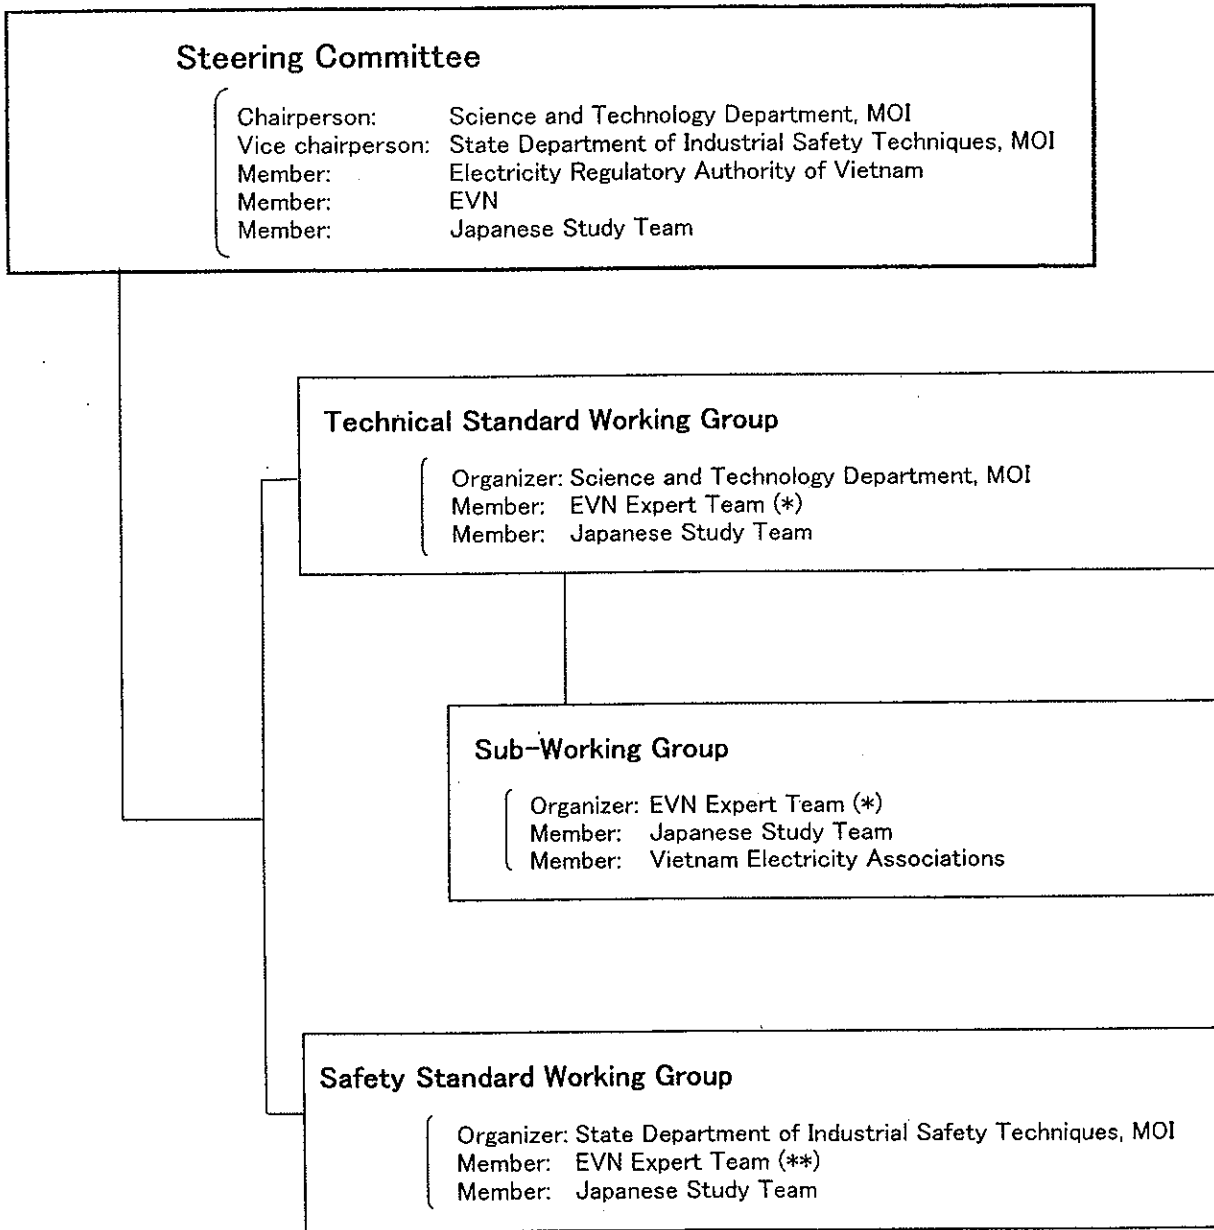 Steering Committee
Chairperson: Science and Technology Department, MOI
Vice chairperson: State Department of Industrial Safety Techniques, MOI
Member: Electricity Regulatory Authority of Vietnam
Member: EVN
Member: Japanese Study Team
Technical Standard Working Group
Organizer: Science and Technology Department, MOI
Member: EVN Expert Team (*)
Member: Japanese Study Team
Sub-Working Group
Organizer: EVN Expert Team (*)
Member: Japanese Study Team
Member: Vietnam Electricity Associations
Safety Standard Working Group
Organizer: State Department of Industrial Safety Techniques, MOI
Member: EVN Expert Team (**)
Member: Japanese Study Team